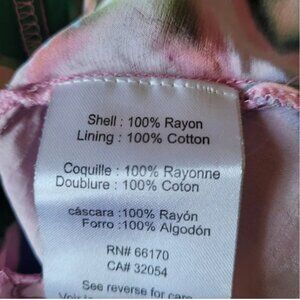 Shell : 100% Rayon
Lining : 100% Cotton
Coquille : 100% Rayonne
Doublure : 100% Coton
cáscara :100% Rayón
Forro :100% Algodón
RN# 66170
CA# 32054
See reverse for care
Voir